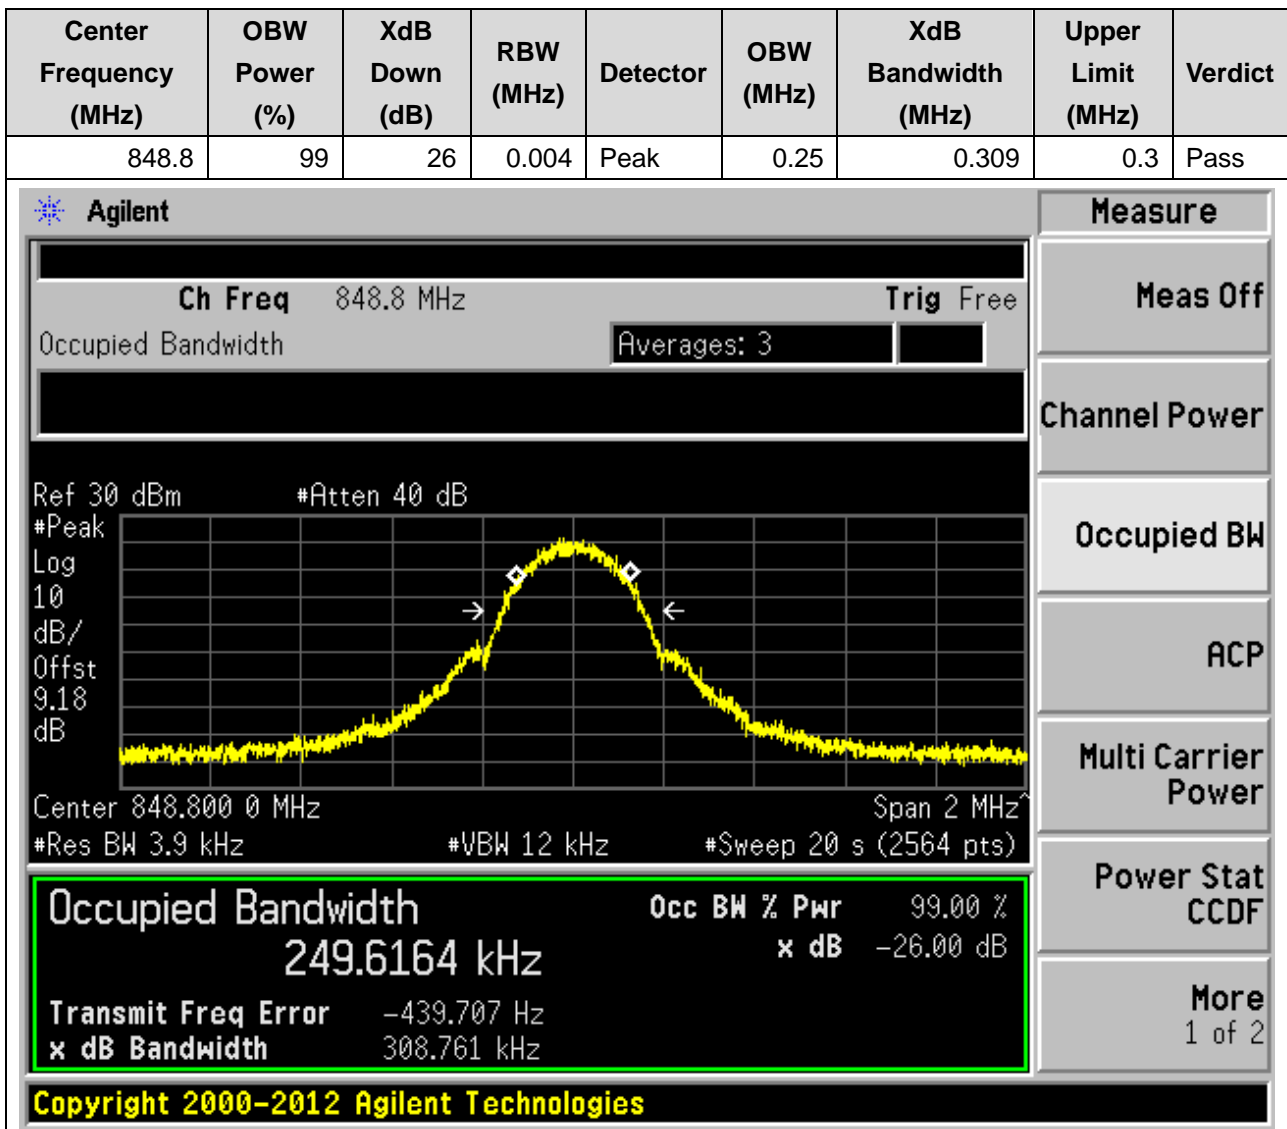 Center Frequency (MHz) OBW Power (%) XdB Down (dB) RBW (MHz) Detector OBW (MHz) XdB Bandwidth (MHz) Upper Limit (MHz) Verdict
848.8 99 26 0.004 Peak 0.25 0.309 0.3 Pass
Agilent
Measure
Ch Freq 848.8 MHz Trig Free
Occupied Bandwidth Averages: 3
Ref 30 dBm #Atten 40 dB
#Peak
Log
10
dB/
Offst
9.18
dB
Center 848.800 0 MHz Span 2 MHz^
#Res BW 3.9 kHz #VBW 12 kHz #Sweep 20 s (2564 pts)
Occupied Bandwidth Occ BW % Pwr 99.00 %
249.6164 kHz x dB -26.00 dB
Transmit Freq Error -439.707 Hz
x dB Bandwidth 308.761 kHz
Meas Off
Channel Power
Occupied BW
ACP
Multi Carrier
Power
Power Stat
CCDF
More
1 of 2
Copyright 2000-2012 Agilent Technologies